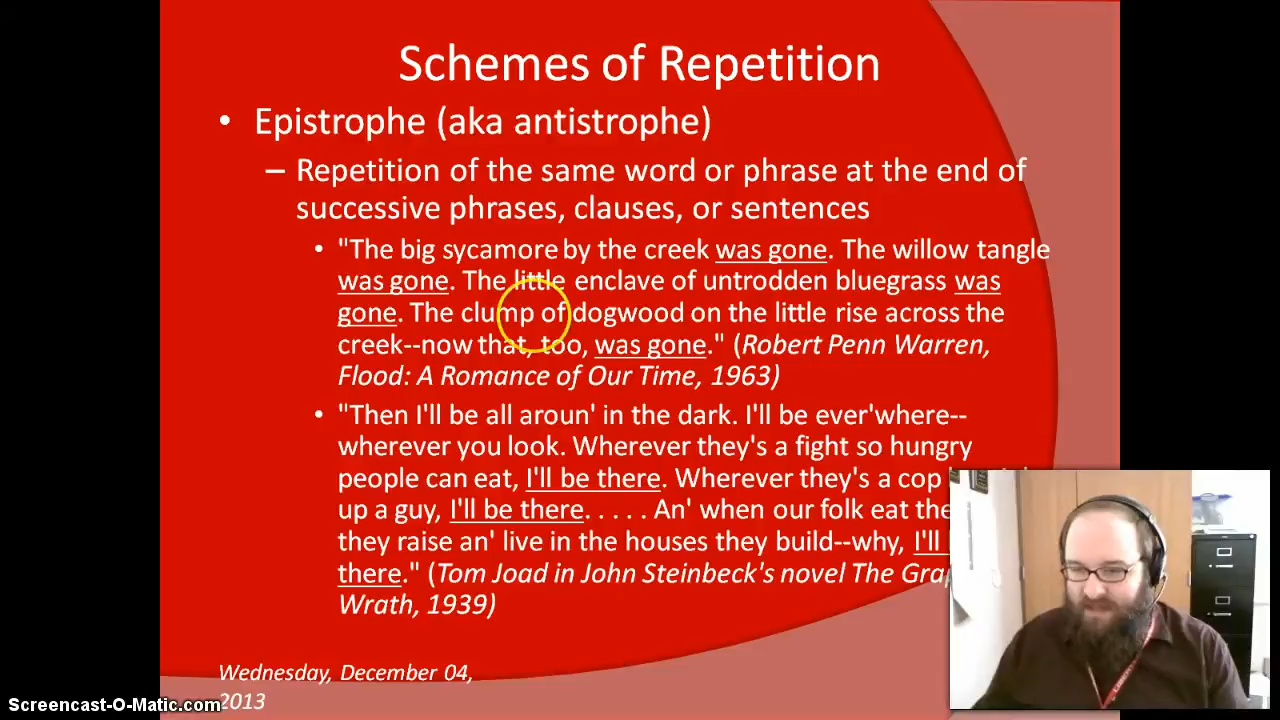 Schemes of Repetition
• Epistrophe (aka antistrophe)
– Repetition of the same word or phrase at the end of
successive phrases, clauses, or sentences
• "The big sycamore by the creek was gone. The willow tangle
was gone. The little enclave of untrodden bluegrass was
gone. The clump of dogwood on the little rise across the
creek--now that, too, was gone." (Robert Penn Warren,
Flood: A Romance of Our Time, 1963)
• "Then I'll be all aroun' in the dark. I'll be ever'where--
wherever you look. Wherever they's a fight so hungry
people can eat, I'll be there. Wherever they's a cop
up a guy, I'll be there. . . . . An' when our folk eat the
they raise an' live in the houses they build--why, I'll
there." (Tom Joad in John Steinbeck's novel The
Wrath, 1939)
Wednesday, December 04,
2013
Screencast-O-Matic.com